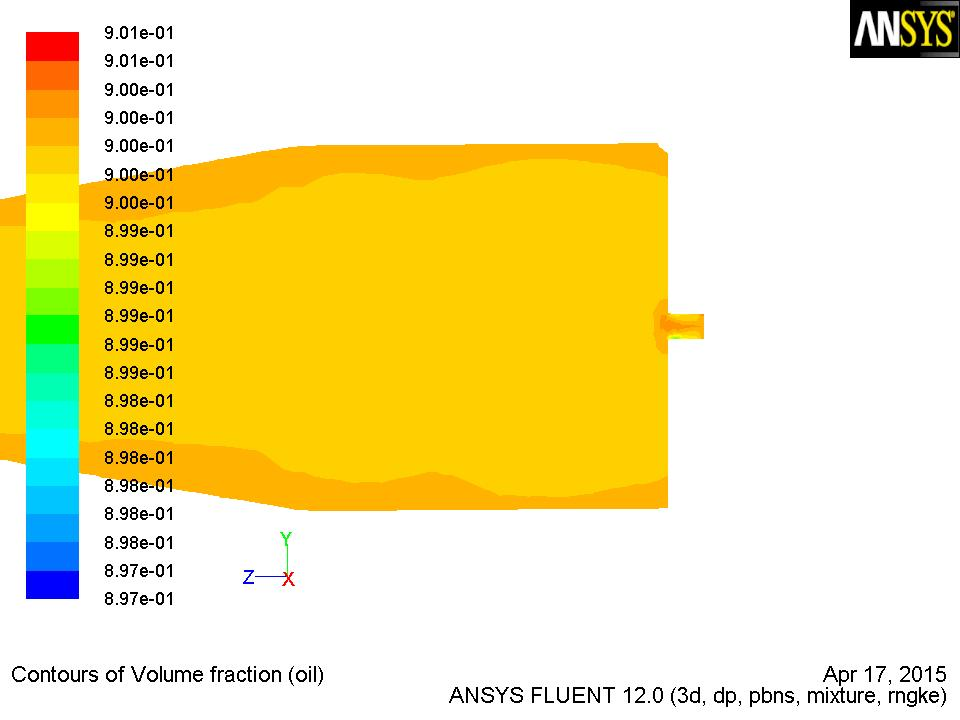 ANSYS
9.01e-01
9.01e-01
9.00e-01
9.00e-01
9.00e-01
9.00e-01
9.00e-01
8.99e-01
8.99e-01
8.99e-01
8.99e-01
8.99e-01
8.99e-01
8.98e-01
8.98e-01
8.98e-01
8.98e-01
8.98e-01
8.98e-01
8.97e-01
8.97e-01
Y
Z
X
Contours of Volume fraction (oil)
Apr 17, 2015
ANSYS FLUENT 12.0 (3d, dp, pbns, mixture, rngke)